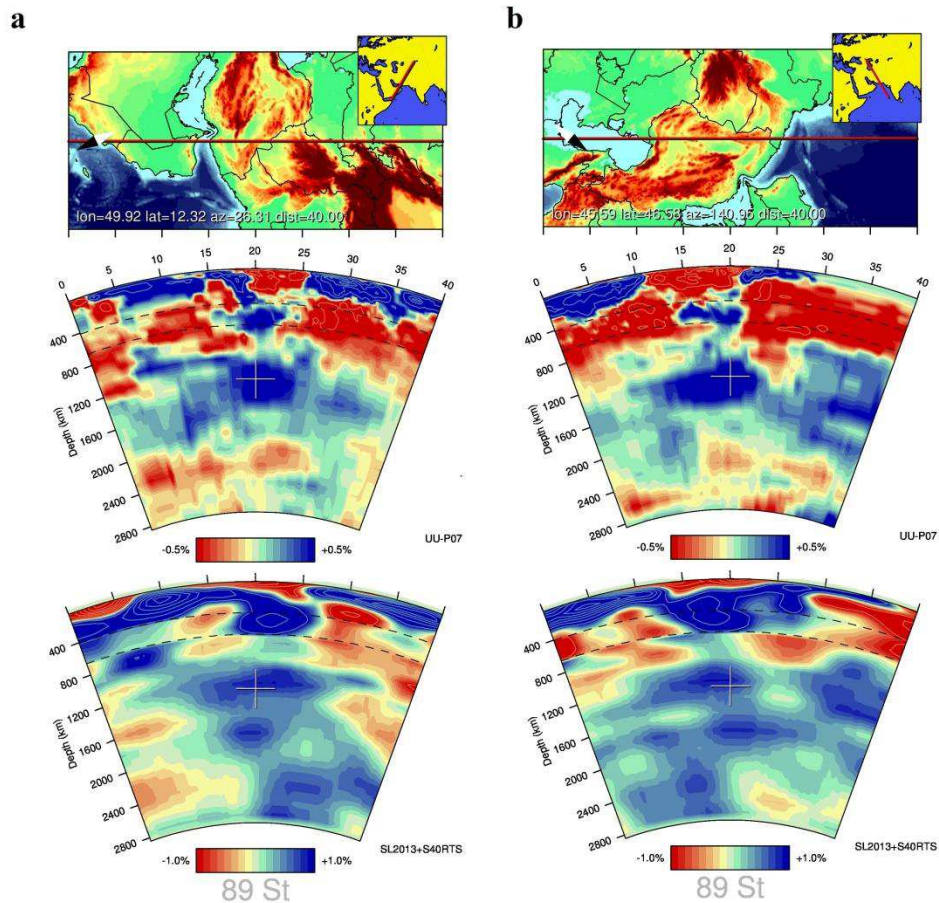 a
b
lon=49.92 lat=12.32 az=26.31 dist=40.00
lon=45.59 lat=46.58 az=140.95 dist=40.00
0 5 10 15 20 25 30 35 40
400
800
1200
1600
2000
2400
2800
Depth (km)
-0.5% +0.5%
UU-P07
0 5 10 15 20 25 30 35 40
400
800
1200
1600
2000
2400
2800
Depth (km)
-0.5% +0.5%
UU-P07
400
800
1200
1600
2000
2400
2800
Depth (km)
-1.0% +1.0%
SL2013+S40RTS
89 St
400
800
1200
1600
2000
2400
2800
Depth (km)
-1.0% +1.0%
SL2013+S40RTS
89 St